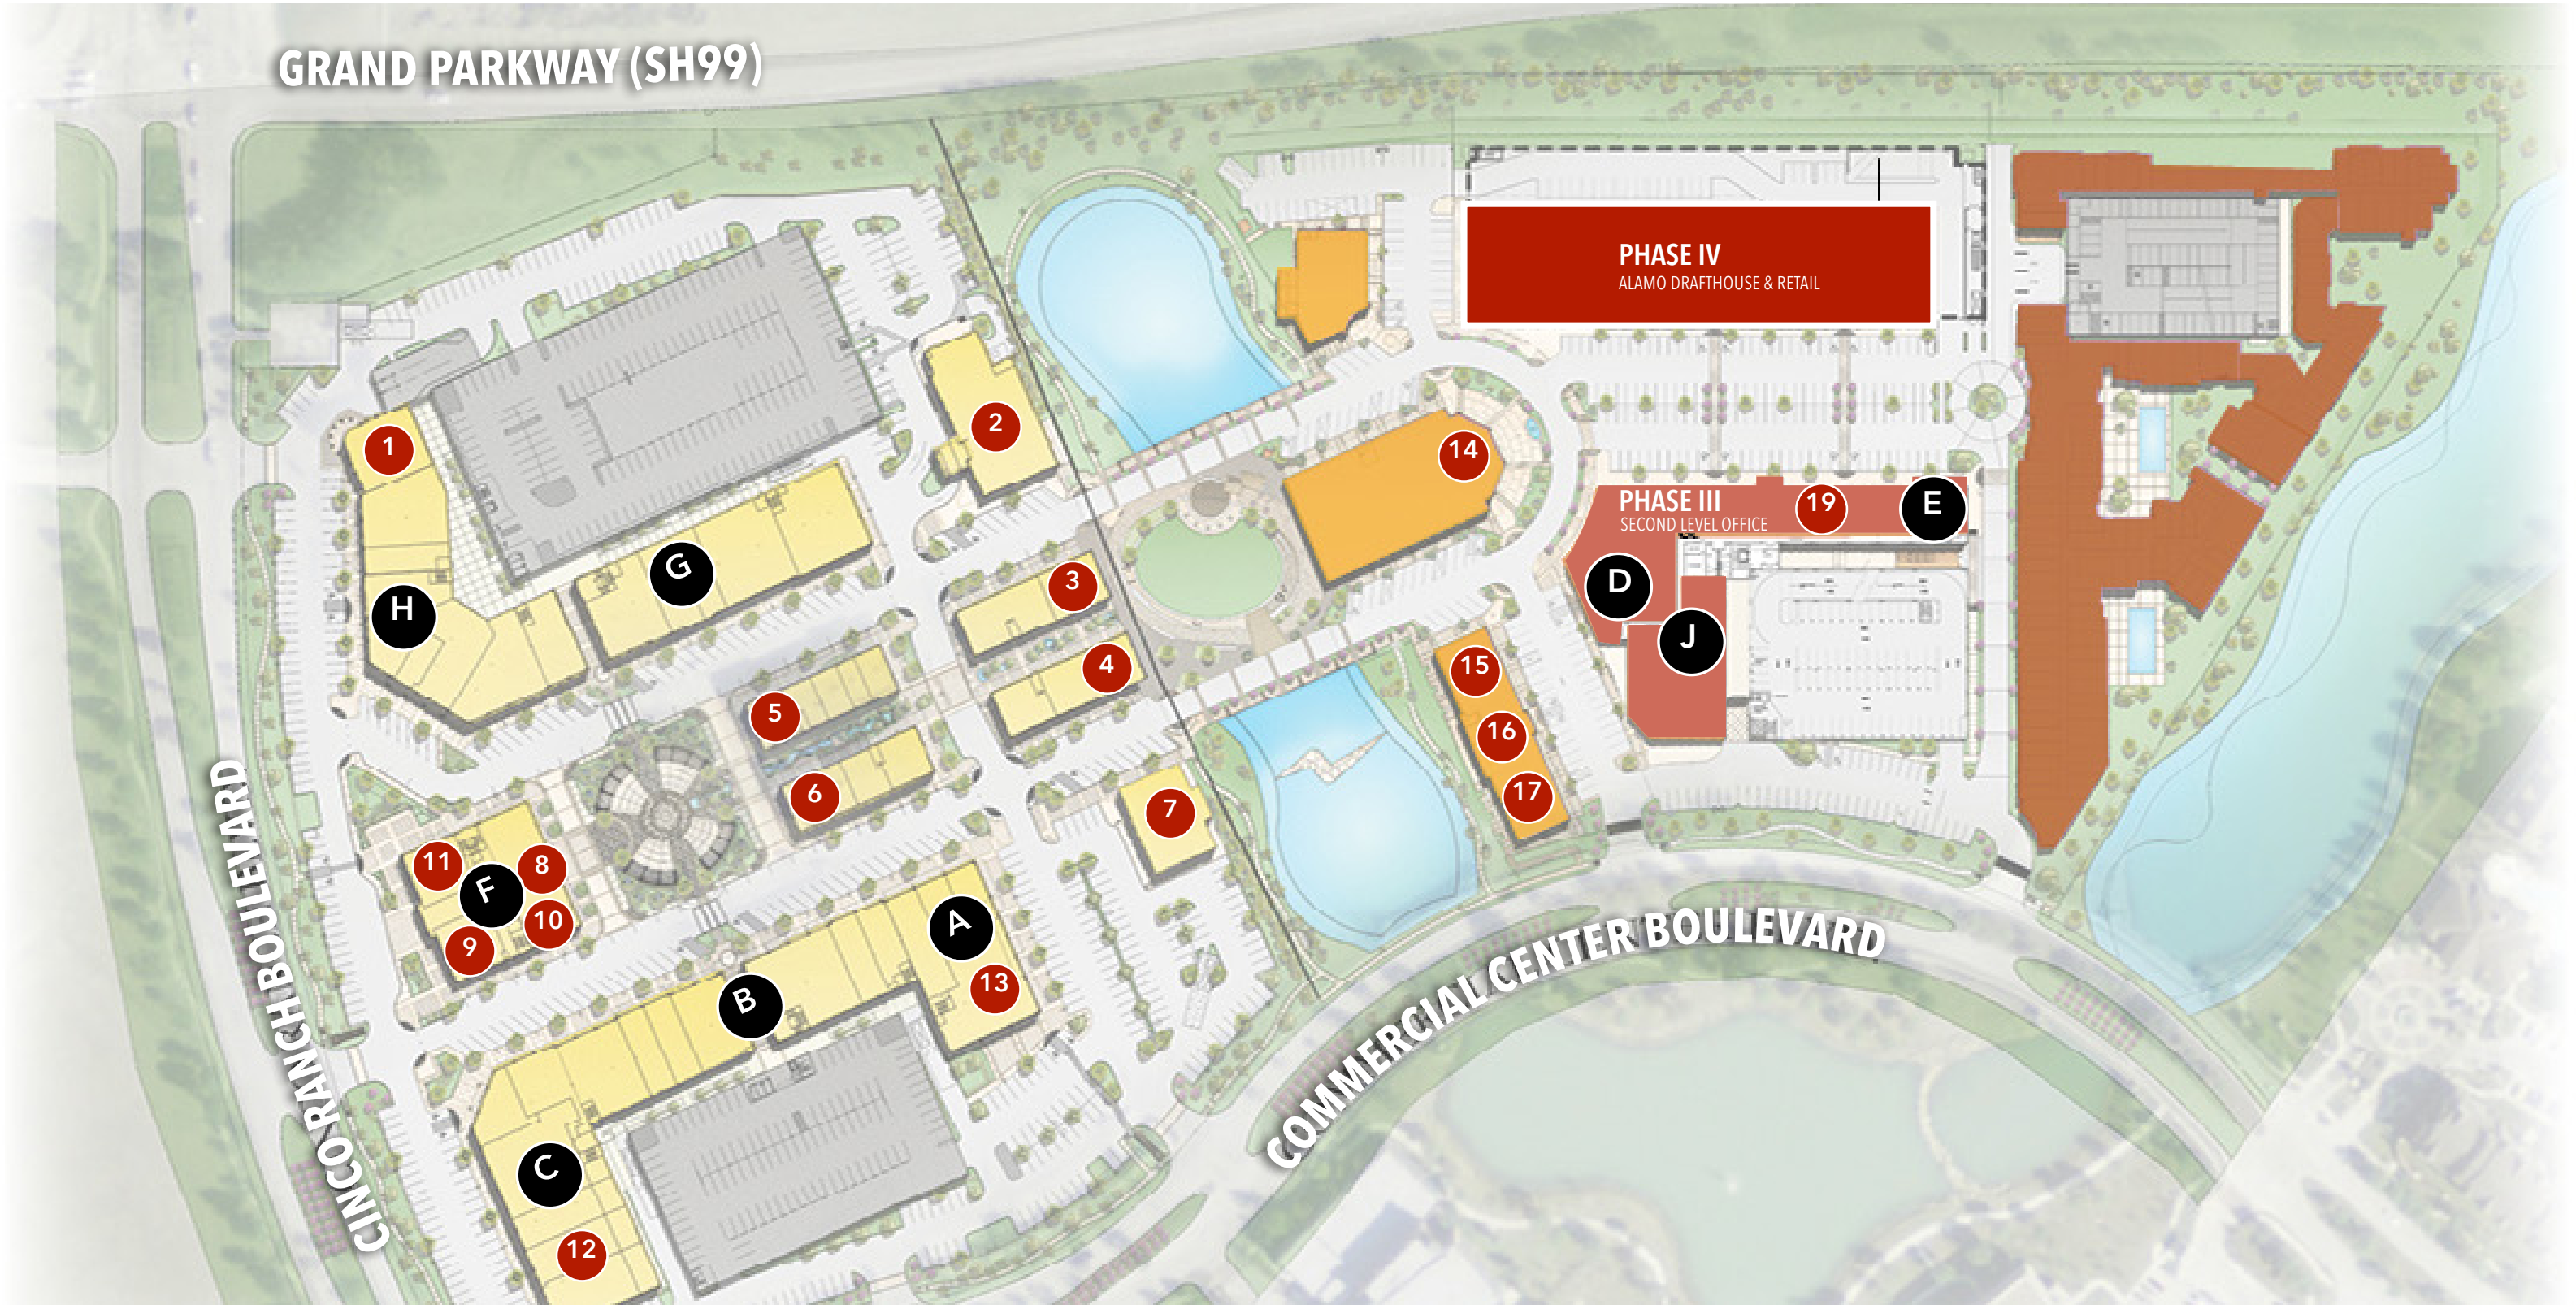 GRAND PARKWAY (SH99)
PHASE IV
ALAMO DRAFTHOUSE & RETAIL
1
2
14
PHASE III
SECOND LEVEL OFFICE
19
E
G
H
3
D
4
J
15
5
16
6
17
7
11
8
F
10
9
A
13
B
C
12
CINCO RANCH BOULEVARD
COMMERCIAL CENTER BOULEVARD